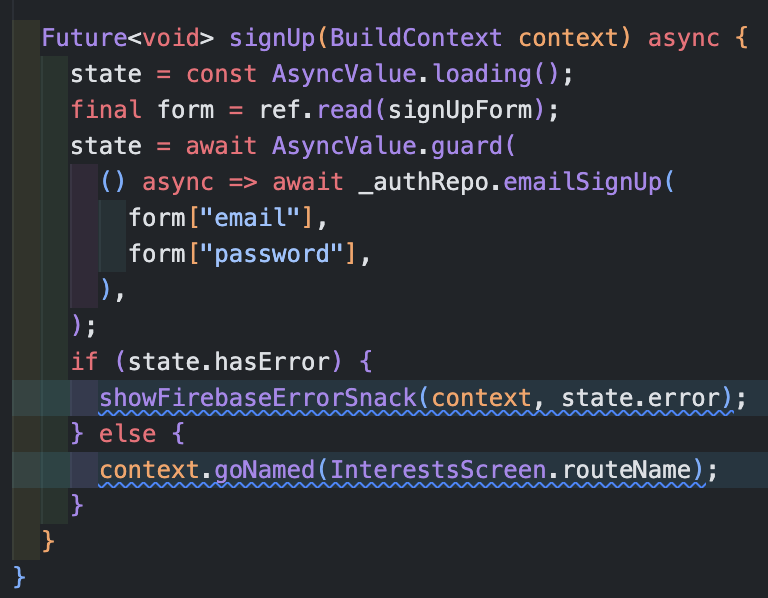 Future<void> signUp(BuildContext context) async {
state = const AsyncValue.loading();
final form = ref.read(signUpForm);
state = await AsyncValue.guard(
() async => await _authRepo.emailSignUp(
form["email"],
form["password"],
),
);
if (state.hasError) {
showFirebaseErrorSnack(context, state.error);
} else {
context.goNamed(InterestsScreen.routeName);
}
}
}